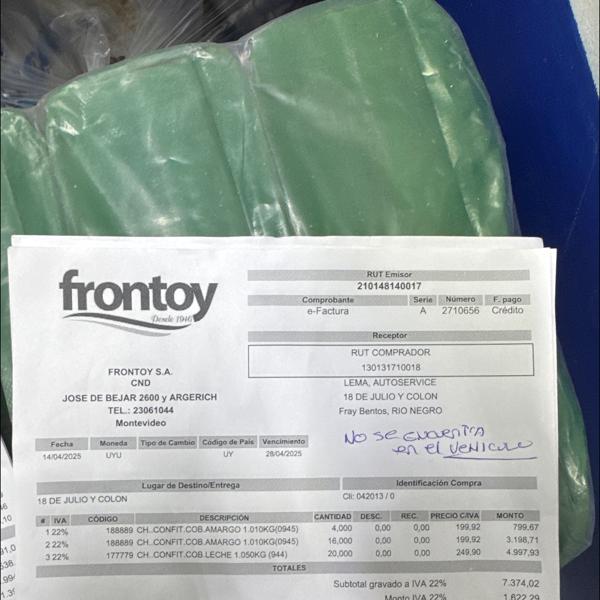 frontoy
Desde 1946
FRONTOY S.A.
CND
JOSE DE BEJAR 2600 y ARGERICH
TEL.: 23061044
Montevideo
RUT Emisor
210148140017
Comprobante Serie Número F. pago
e-Factura A 2710656 Crédito
Receptor
RUT COMPRADOR
130131710018
LEMA, AUTOSERVICE
18 DE JULIO Y COLON
Fray Bentos, RIO NEGRO
NO SE ENCUENTRA
en el VEHICULO
Fecha Moneda Tipo de Cambio Código de País Vencimiento
14/04/2025 UYU UY 28/04/2025
Lugar de Destino/Entrega Identificación Compra
18 DE JULIO Y COLON Cli: 042013 / 0
# IVA CÓDIGO DESCRIPCIÓN CANTIDAD DESC. REC. PRECIO C/IVA MONTO
1 22% 188889 CH..CONFIT.COB.AMARGO 1.010KG(0945) 4,000 0,00 0,00 199,92 799,67
2 22% 188889 CH..CONFIT.COB.AMARGO 1.010KG(0945) 16,000 0,00 0,00 199,92 3.198,71
3 22% 177779 CH..CONFIT.COB.LECHE 1.050KG (944) 20,000 0,00 0,00 249,90 4.997,93
TOTALES
Subtotal gravado a IVA 22% 7.374,02
Monto IVA 22% 1.622,29